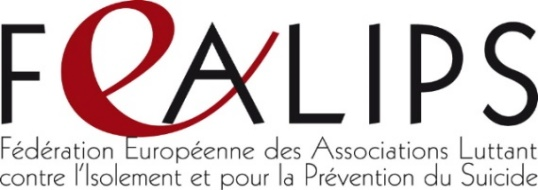 FeALIPS
Fédération Européenne des Associations Luttant
contre l'Isolement et pour la Prévention du Suicide